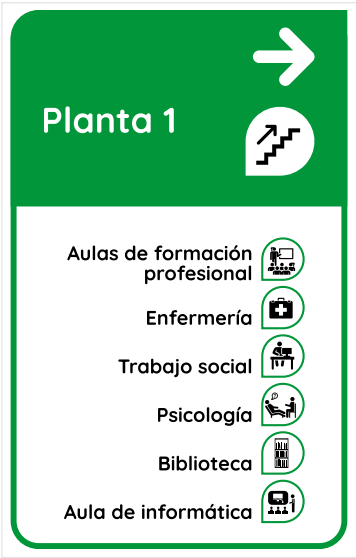 Planta 1
Aulas de formación
profesional
Enfermería
Trabajo social
Psicología
Biblioteca
Aula de informática